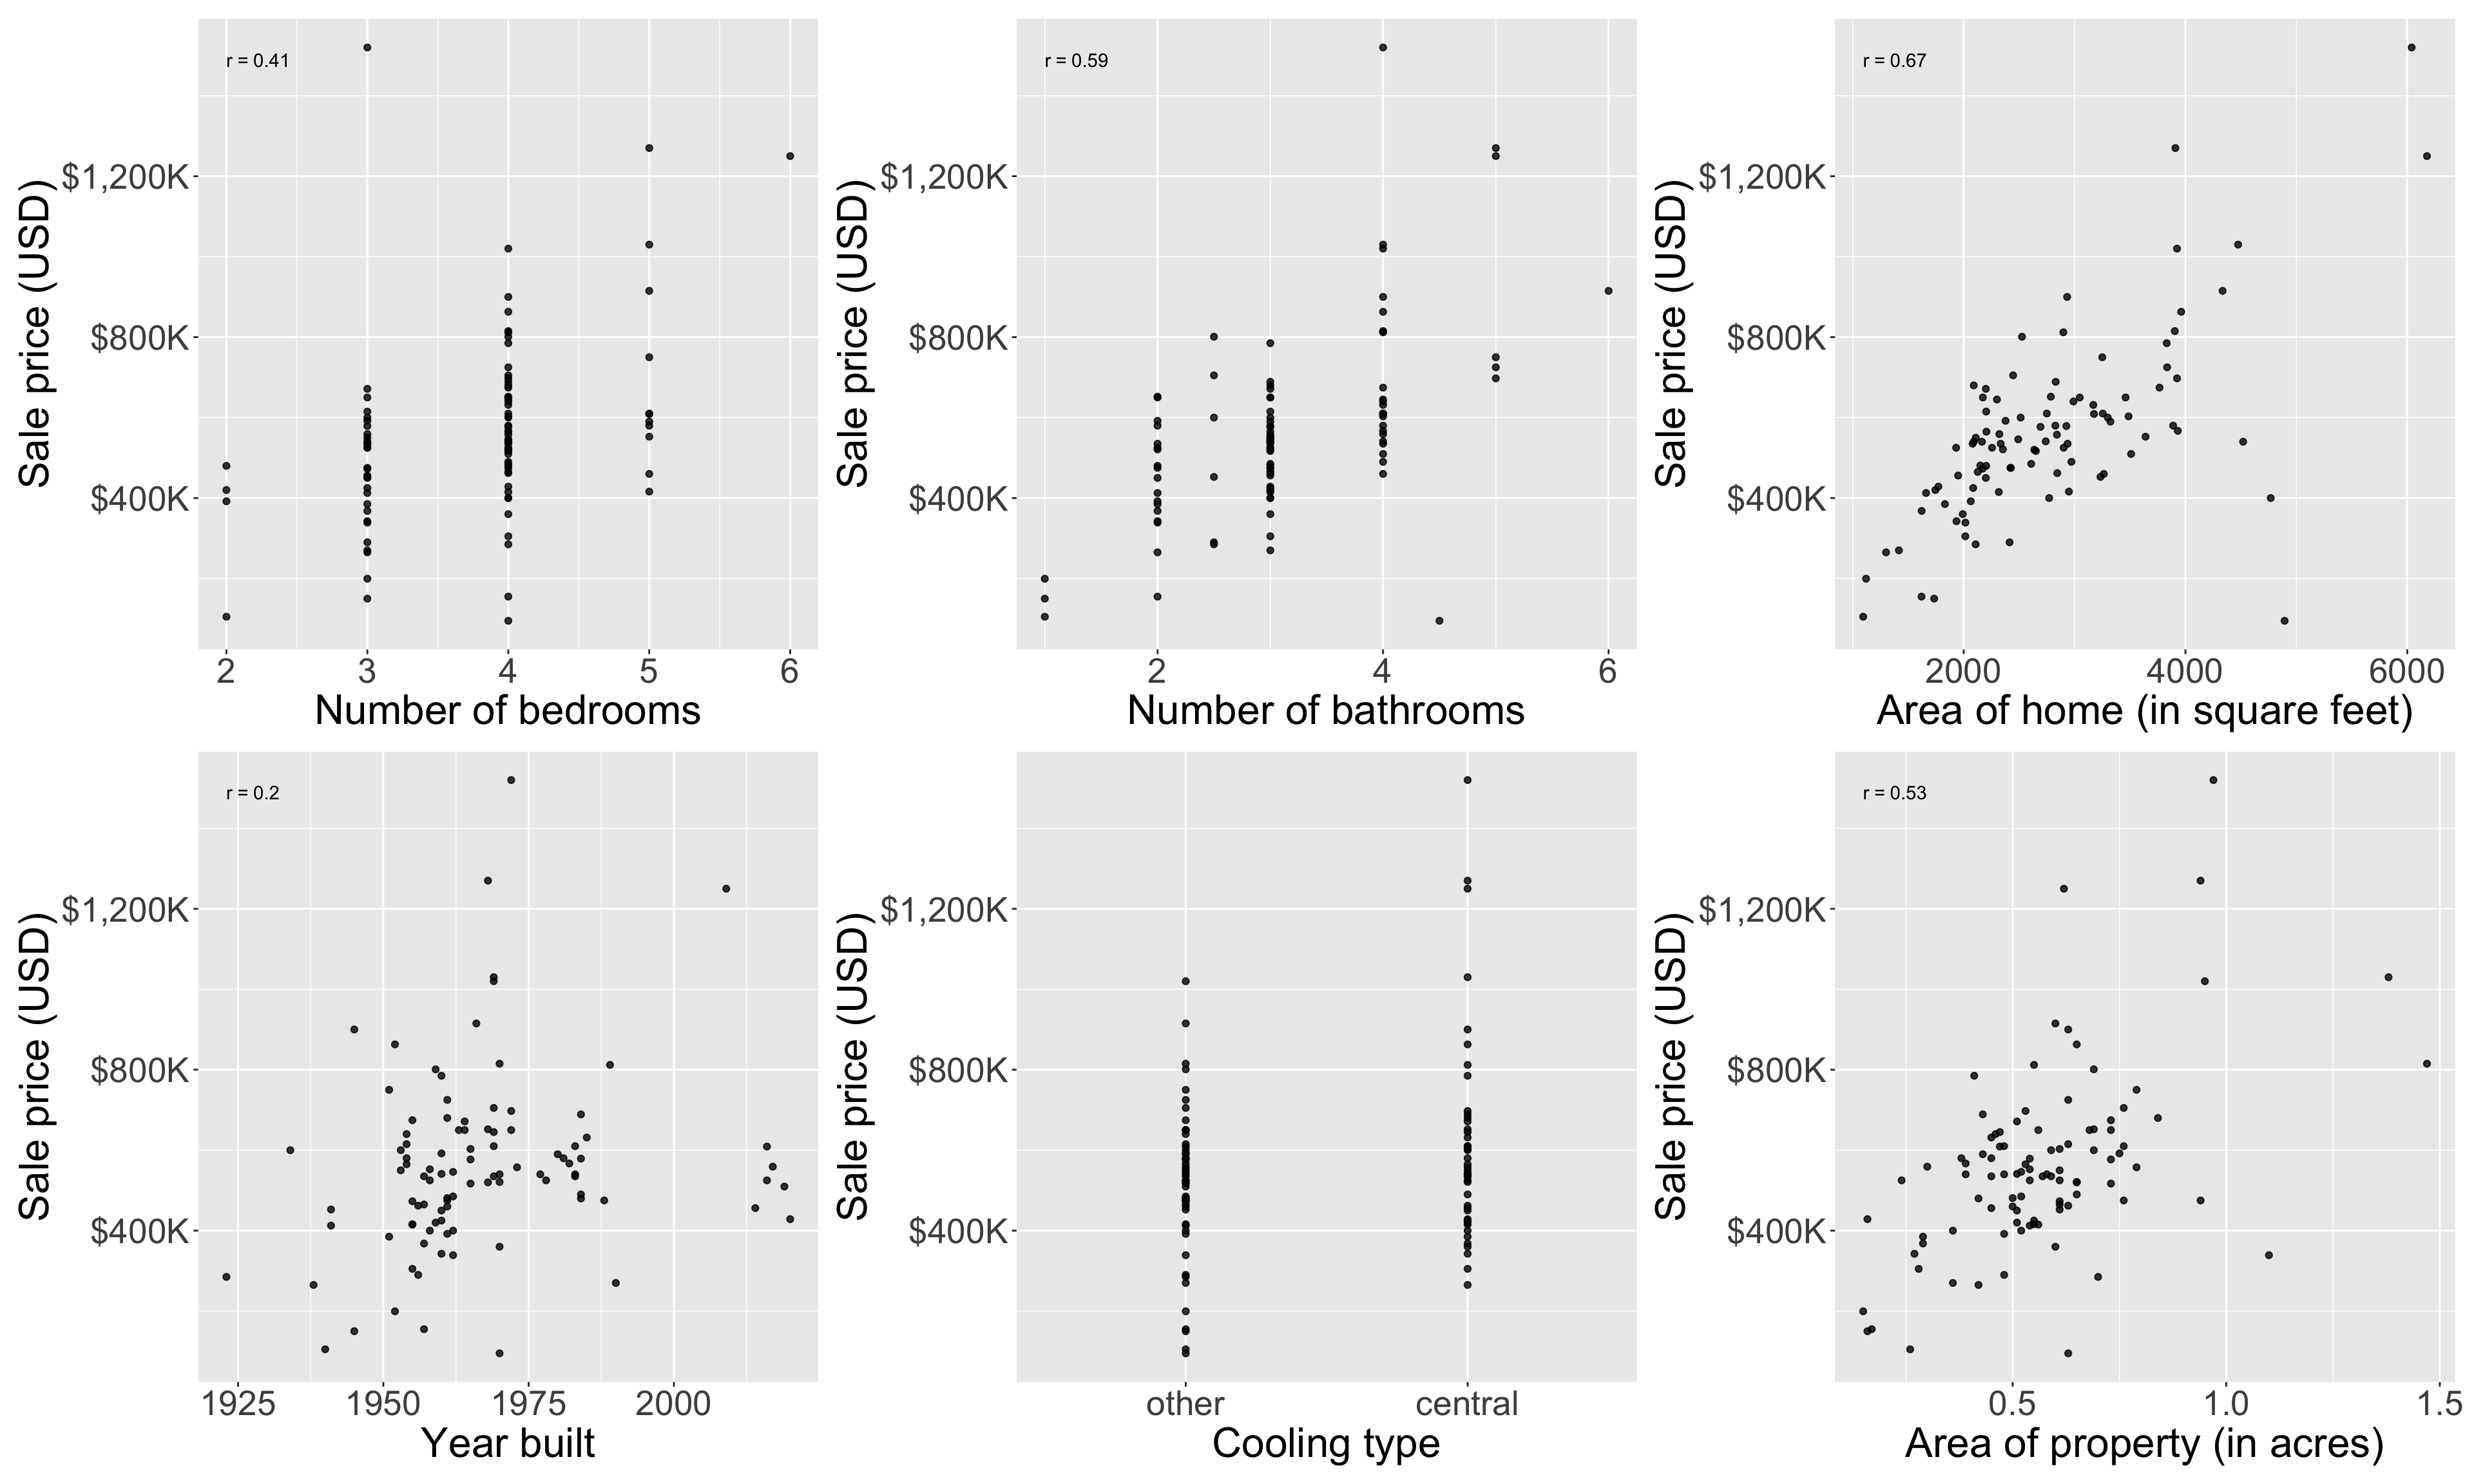 r = 0.41
$1,200K
$800K
$400K
Sale price (USD)
2 3 4 5 6
Number of bedrooms
r = 0.59
$1,200K
$800K
$400K
Sale price (USD)
2 4 6
Number of bathrooms
r = 0.67
$1,200K
$800K
$400K
Sale price (USD)
2000 4000 6000
Area of home (in square feet)
r = 0.2
$1,200K
$800K
$400K
Sale price (USD)
1925 1950 1975 2000
Year built
$1,200K
$800K
$400K
Sale price (USD)
other central
Cooling type
r = 0.53
$1,200K
$800K
$400K
Sale price (USD)
0.5 1.0 1.5
Area of property (in acres)